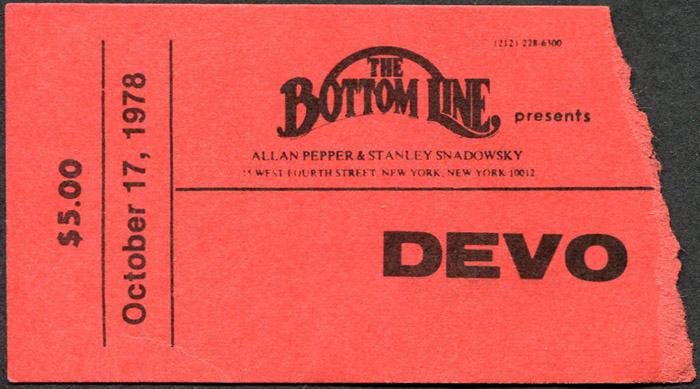 $5.00
October 17, 1978
(212) 228-6300
THE
BOTTOM LINE
presents
ALLAN PEPPER & STANLEY SNADOWSKY
15 WEST FOURTH STREET, NEW YORK, NEW YORK 10012
DEVO